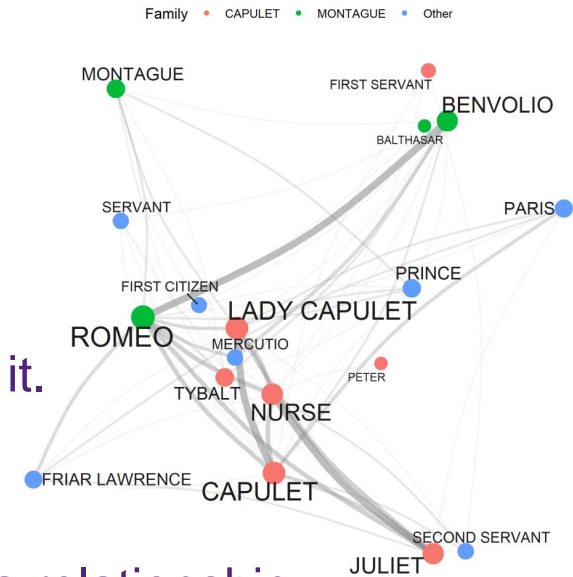 Family CAPULET MONTAGUE Other
MONTAGUE
FIRST SERVANT
BENVOLIO
BALTHASAR
SERVANT
PARIS
PRINCE
FIRST CITIZEN
LADY CAPULET
ROMEO
MERCUTIO
it.
PETER
TYBALT
NURSE
FRIAR LAWRENCE
CAPULET
SECOND SERVANT
JULIET